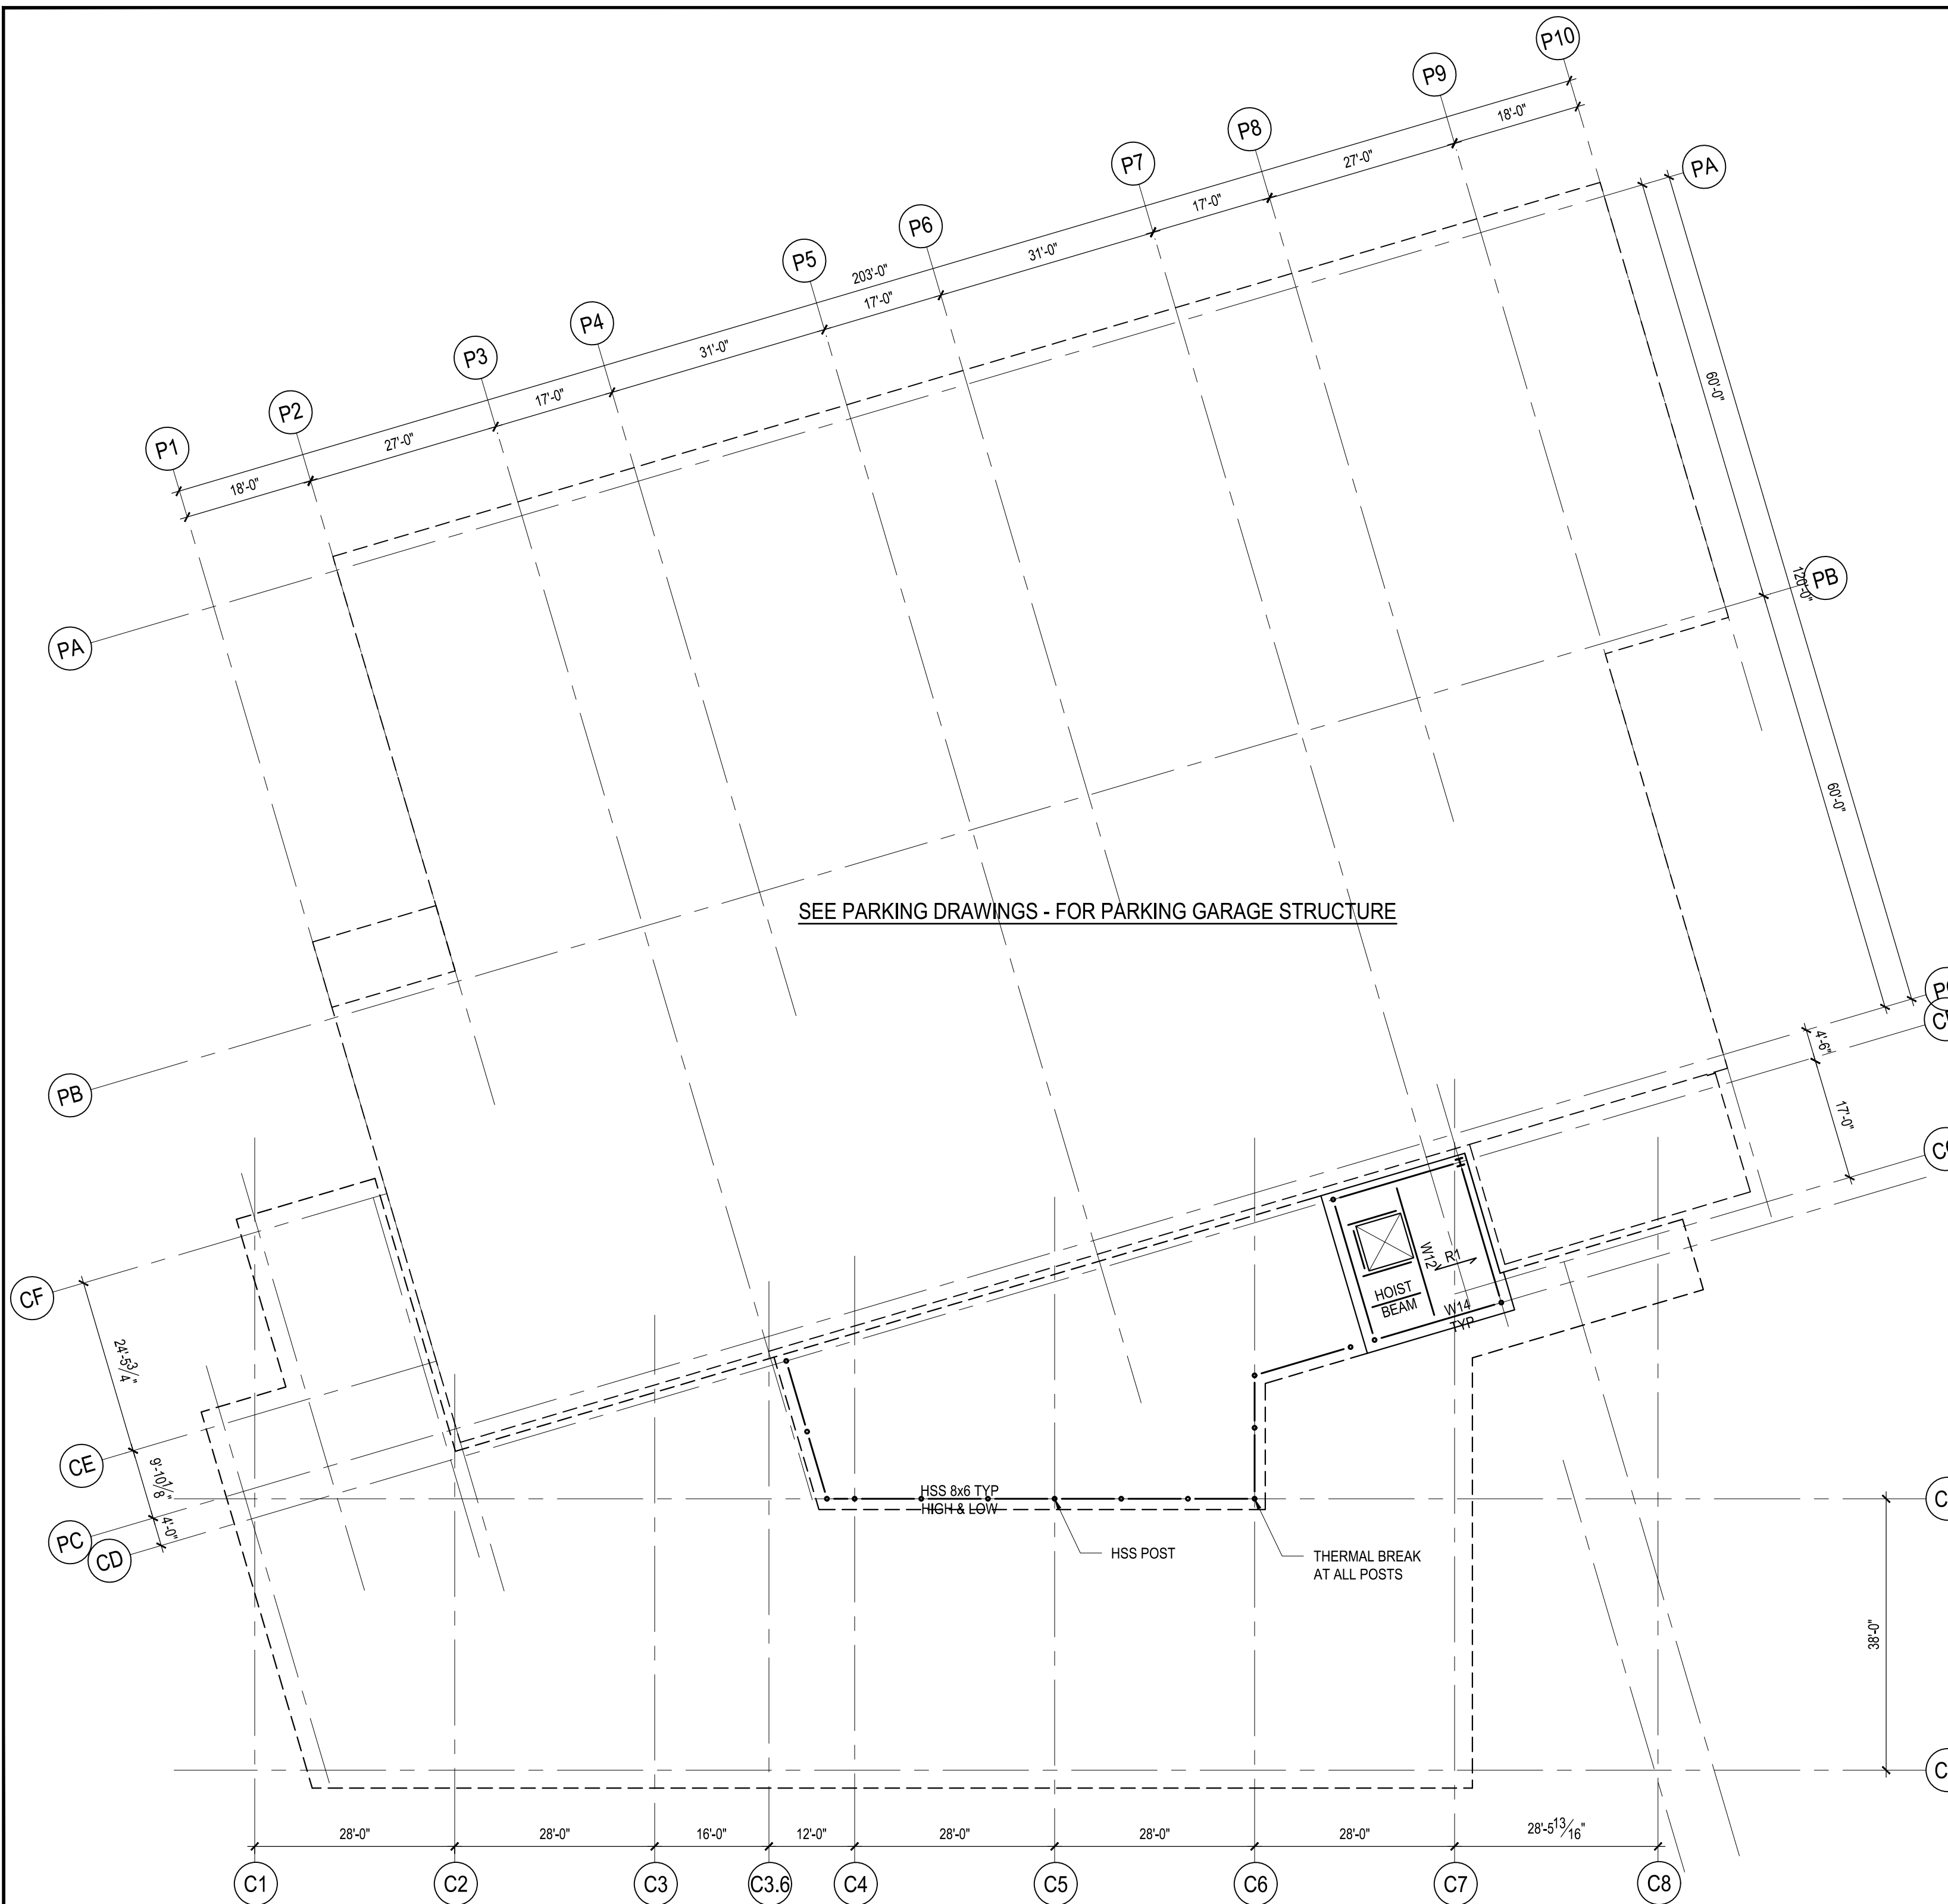 P10
P9
18'-0"
P8
27'-0"
PA
P7
17'-0"
P6
31'-0"
P5
203'-0"
17'-0"
P4
31'-0"
P3
17'-0"
P2
27'-0"
P1
18'-0"
60'-0"
120'-0"
PB
PA
60'-0"
SEE PARKING DRAWINGS - FOR PARKING GARAGE STRUCTURE
4'-6"
PB
17'-0"
W12
R1
HOIST
BEAM
W14
TYP
CF
24'-5 3/4"
CE
9'-10 1/8"
4'-0"
PC
CD
HSS 8x6 TYP
HIGH & LOW
HSS POST
THERMAL BREAK
AT ALL POSTS
38'-0"
28'-0"
28'-0"
16'-0"
12'-0"
28'-0"
28'-0"
28'-0"
28'-5 13/16"
C1
C2
C3
C3.6
C4
C5
C6
C7
C8